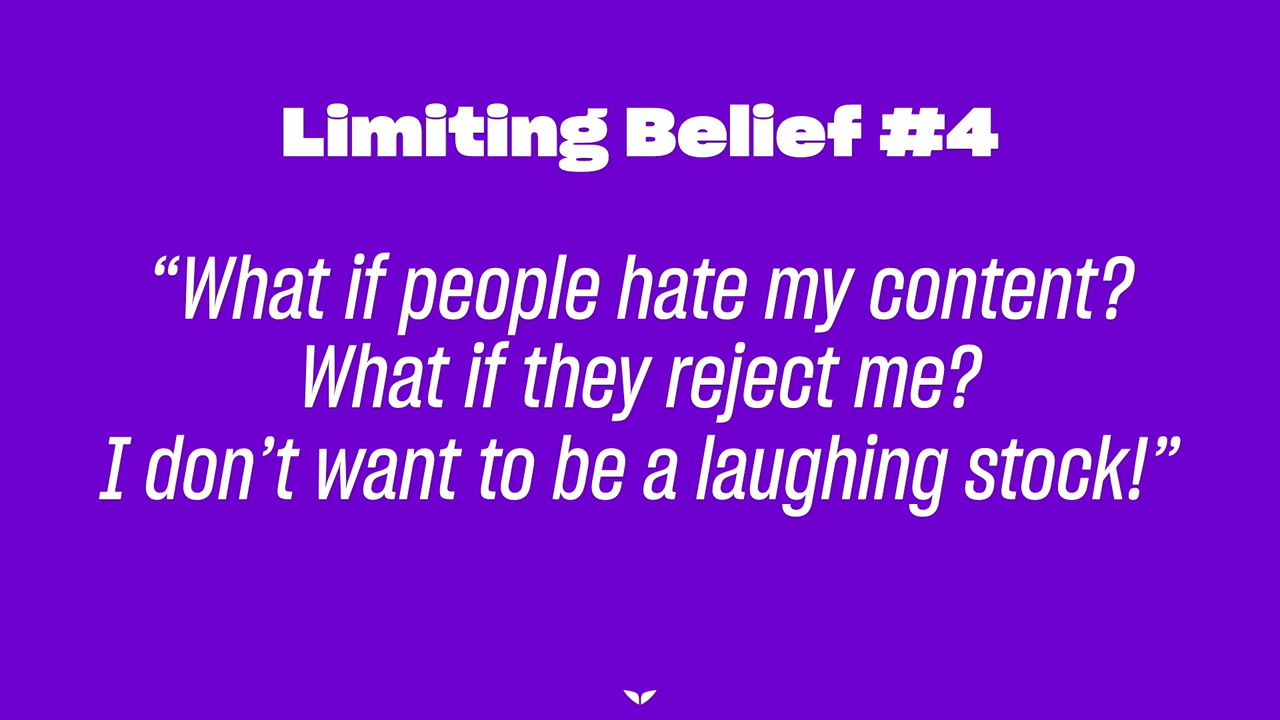 Limiting Belief #4
“What if people hate my content?
What if they reject me?
I don’t want to be a laughing stock!”